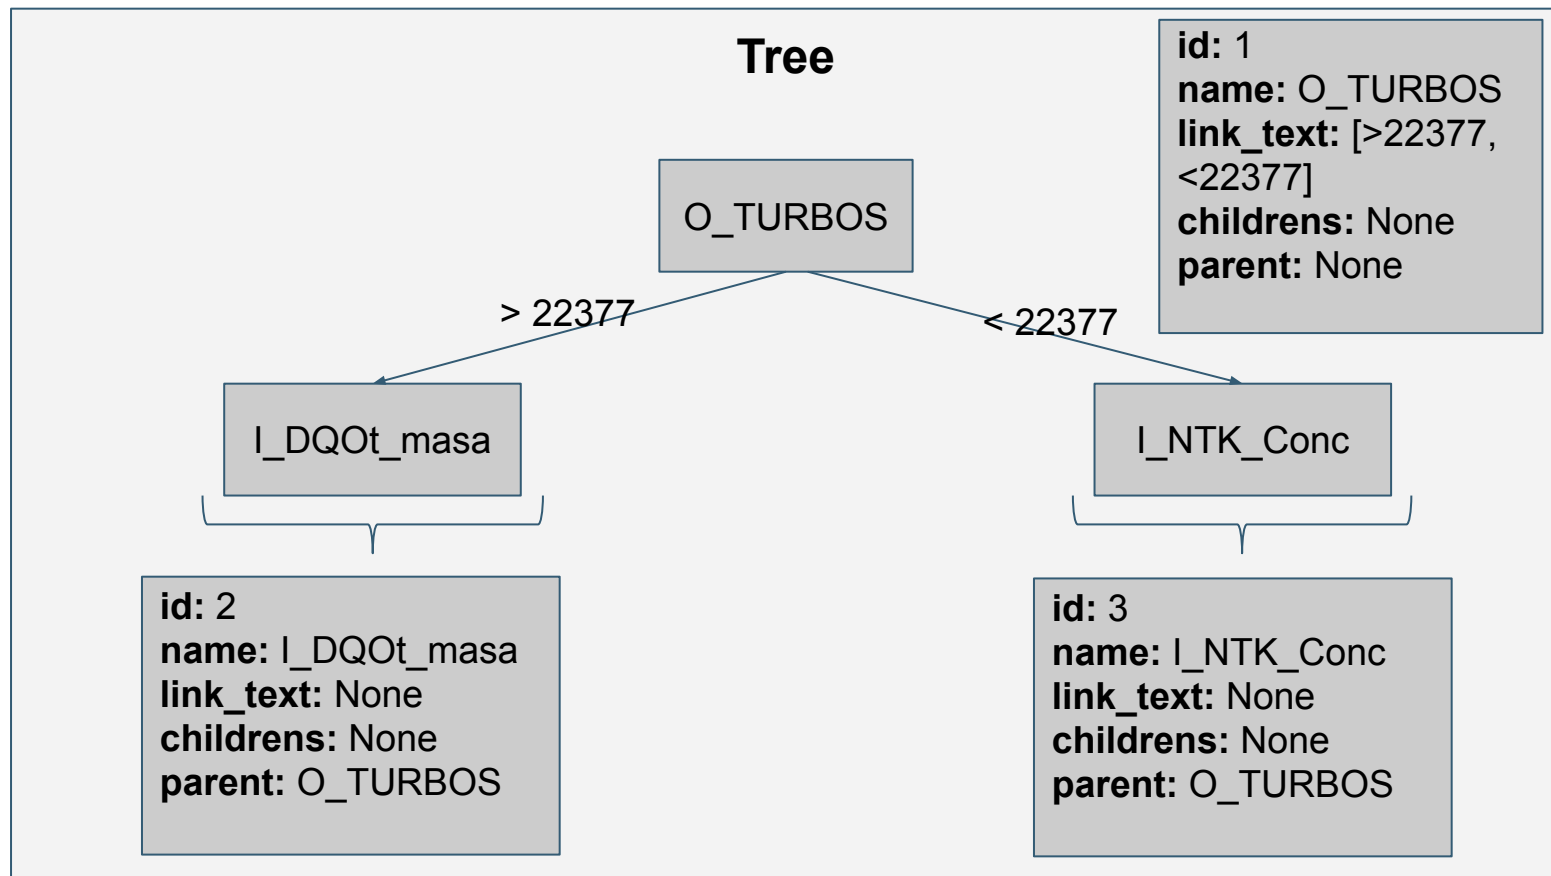 Tree
id: 1
name: O_TURBOS
link_text: [>22377,
<22377]
childrens: None
parent: None
O_TURBOS
> 22377
< 22377
I_DQOt_masa
I_NTK_Conc
id: 2
name: I_DQOt_masa
link_text: None
childrens: None
parent: O_TURBOS
id: 3
name: I_NTK_Conc
link_text: None
childrens: None
parent: O_TURBOS